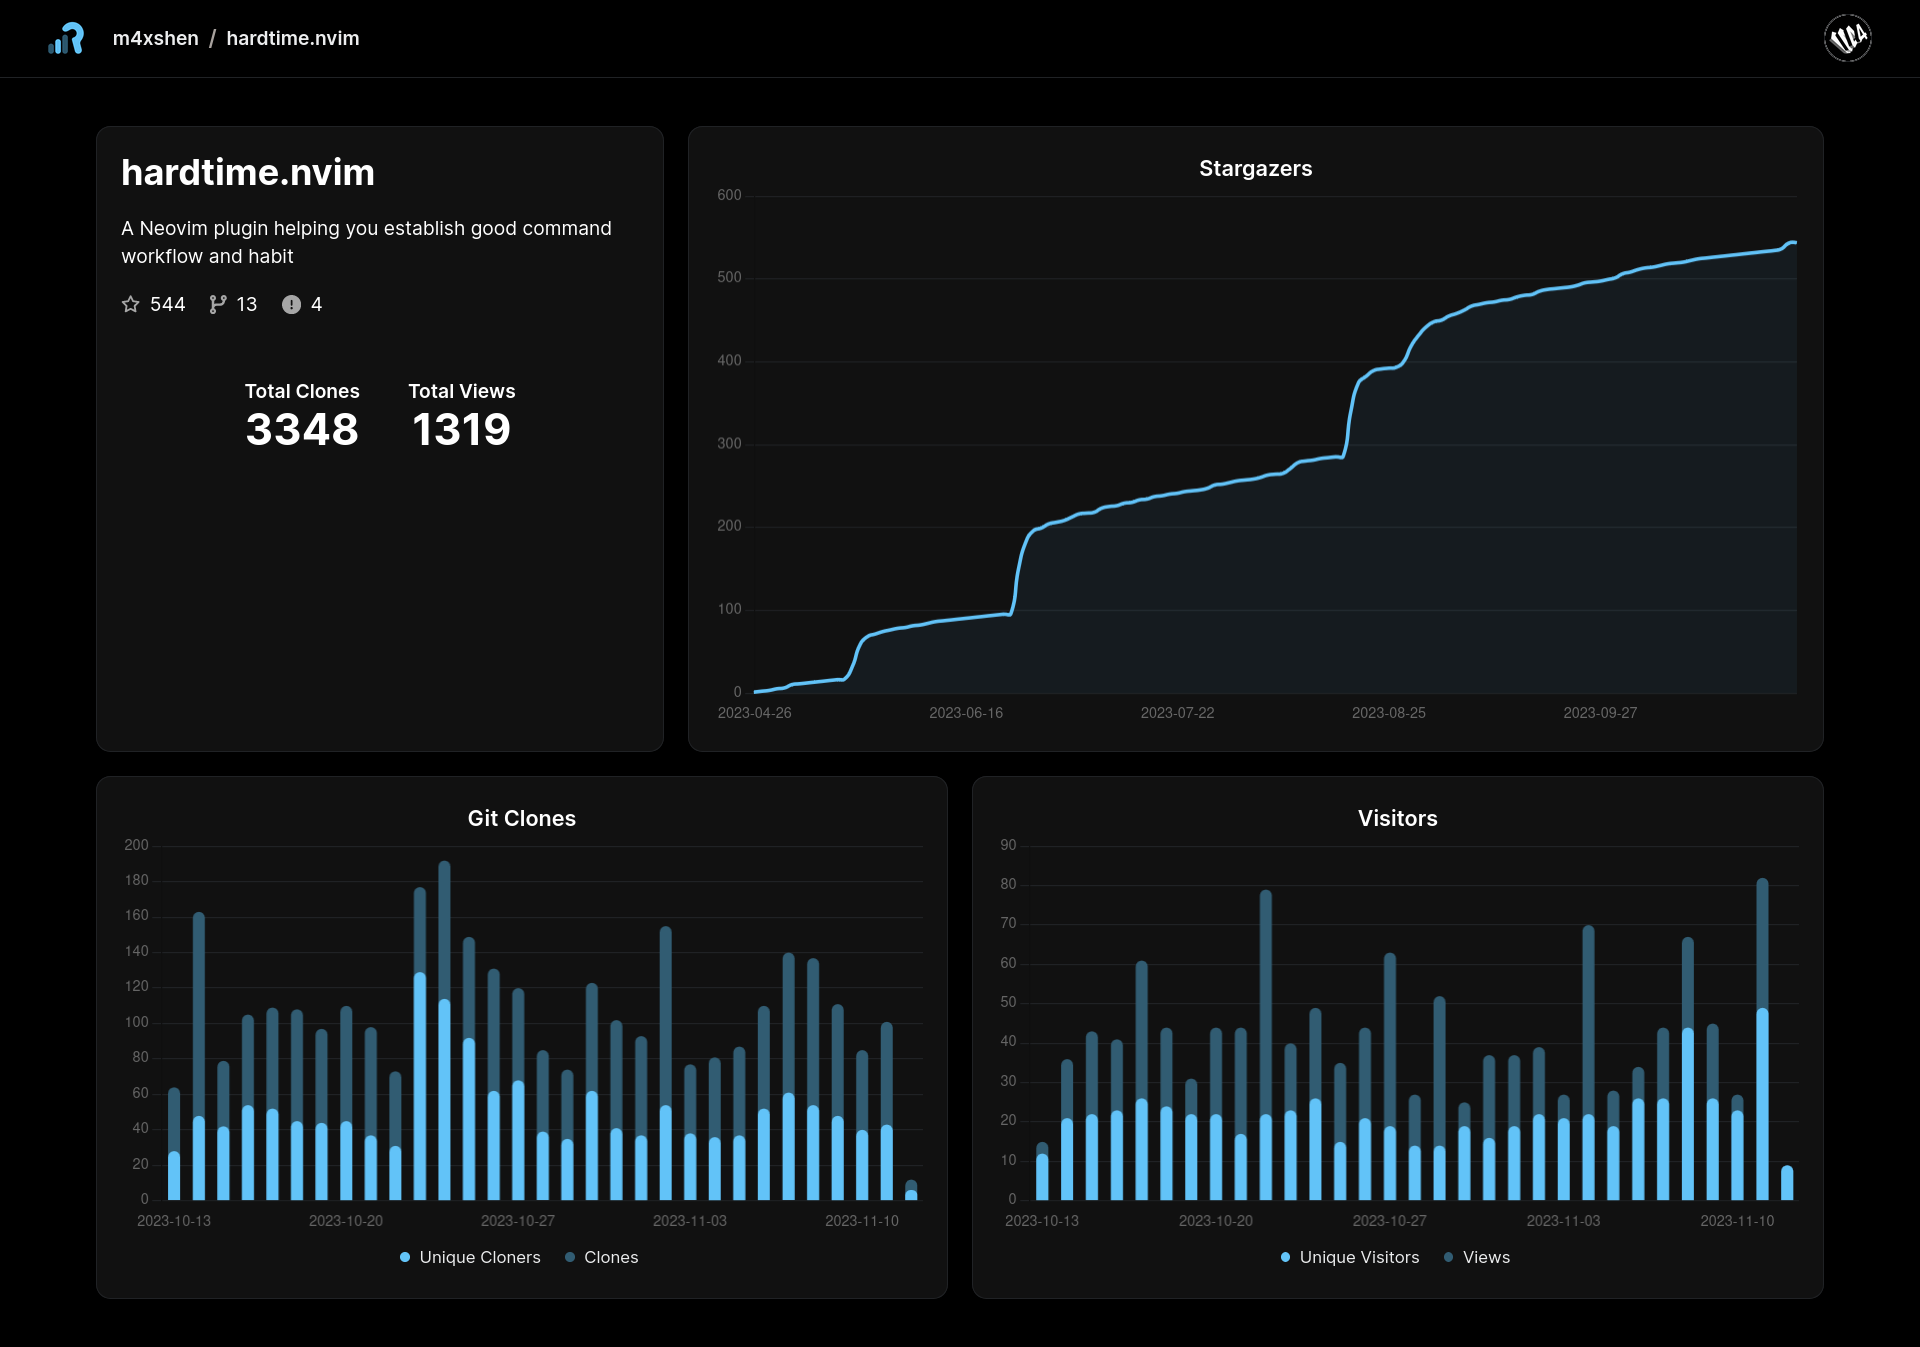 m4xshen / hardtime.nvim
hardtime.nvim
A Neovim plugin helping you establish good command
workflow and habit
544 13 4
Total Clones Total Views
3348 1319
Stargazers
600
500
400
300
200
100
0
2023-04-26 2023-06-16 2023-07-22 2023-08-25 2023-09-27
Git Clones
200
180
160
140
120
100
80
60
40
20
0
2023-10-13 2023-10-20 2023-10-27 2023-11-03 2023-11-10
Unique Cloners Clones
Visitors
90
80
70
60
50
40
30
20
10
0
2023-10-13 2023-10-20 2023-10-27 2023-11-03 2023-11-10
Unique Visitors Views